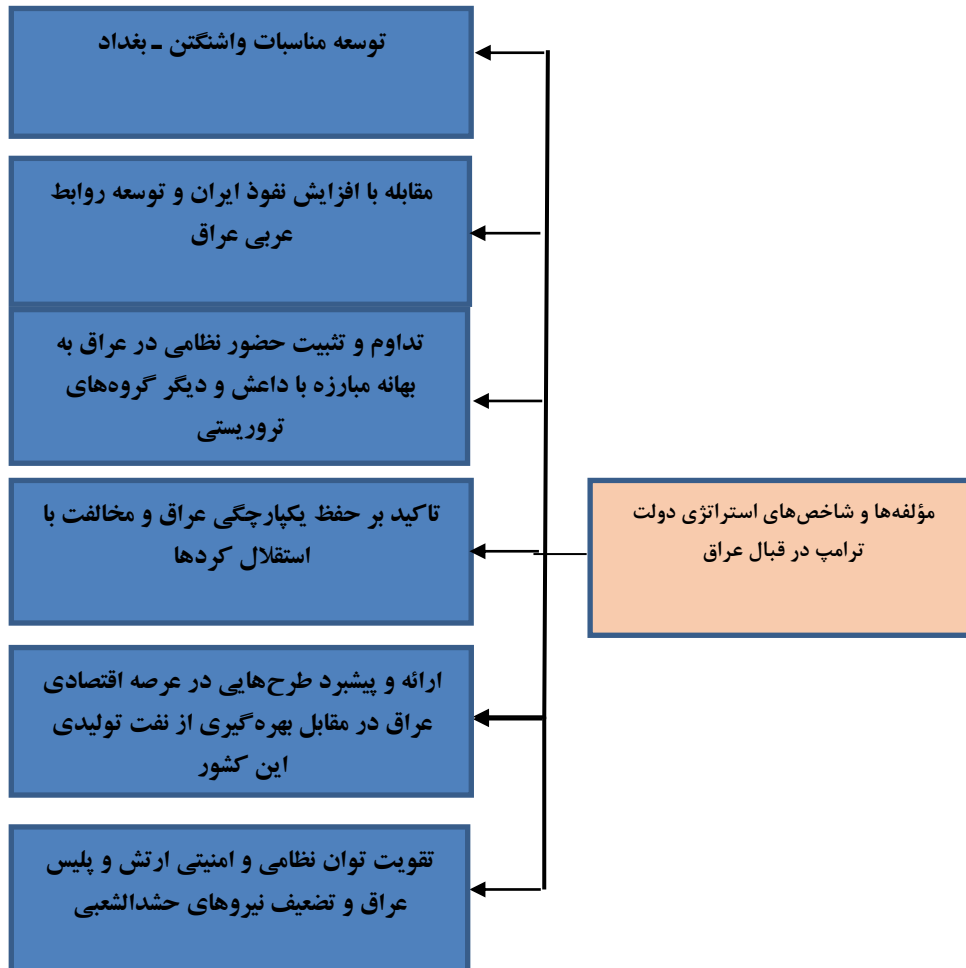 مؤلفه‌ها و شاخص‌های استراتژی دولت
ترامپ در قبال عراق
توسعه مناسبات واشنگتن ـ بغداد
مقابله با افزایش نفوذ ایران و توسعه روابط
عربی عراق
تداوم و تثبیت حضور نظامی در عراق به
بهانه مبارزه با داعش و دیگر گروه‌های
تروریستی
تاکید بر حفظ یکپارچگی عراق و مخالفت با
استقلال کردها
ارائه و پیشبرد طرح‌هایی در عرصه اقتصادی
عراق در مقابل بهره‌گیری از نفت تولیدی
این کشور
تقویت توان نظامی و امنیتی ارتش و پلیس
عراق و تضعیف نیروهای حشدالشعبی